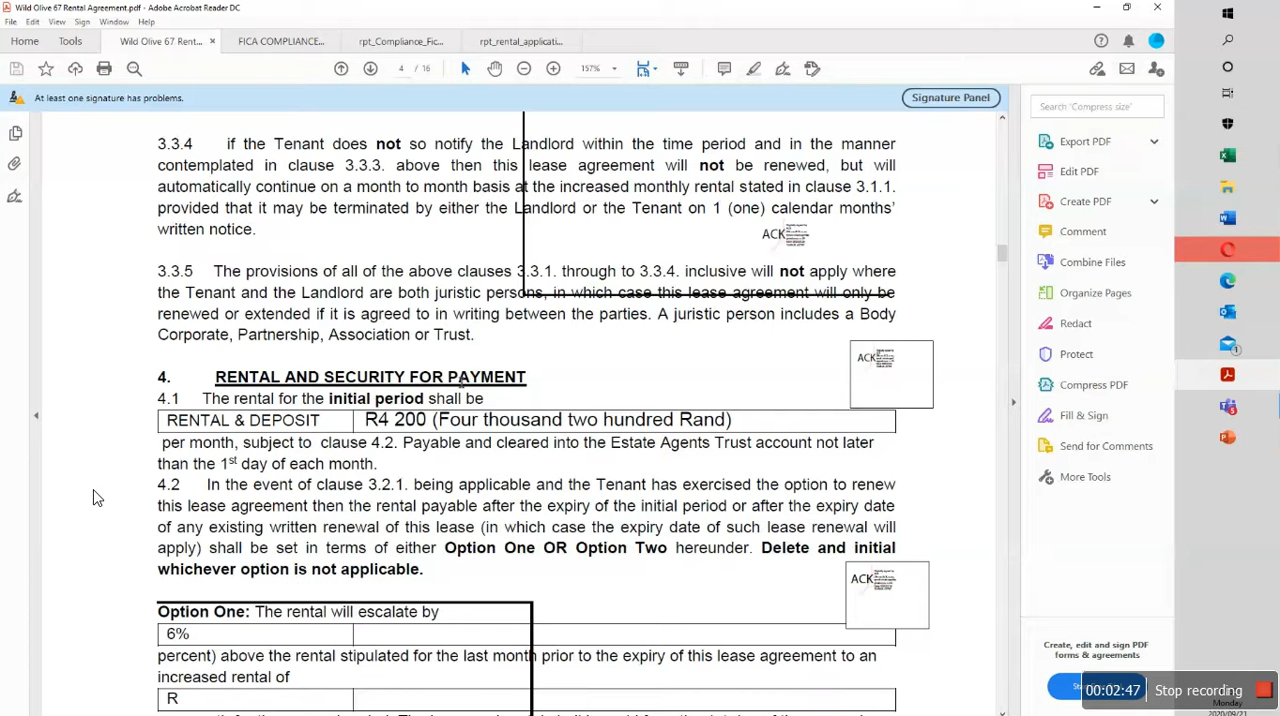 Wild Olive 67 Rental Agreement.pdf - Adobe Acrobat Reader DC
File Edit View Sign Window Help
Home Tools Wild Olive 67 Rent... × FICA COMPLIANCE... rpt_Compliance_Fic... rpt_rental_applicati...
4 / 16 157%
At least one signature has problems. Signature Panel
3.3.4 if the Tenant does not so notify the Landlord within the time period and in the manner
contemplated in clause 3.3.3. above then this lease agreement will not be renewed, but will
automatically continue on a month to month basis at the increased monthly rental stated in clause 3.1.1.
provided that it may be terminated by either the Landlord or the Tenant on 1 (one) calendar months'
written notice.
ACK
3.3.5 The provisions of all of the above clauses 3.3.1. through to 3.3.4. inclusive will not apply where
the Tenant and the Landlord are both juristic persons, in which case this lease agreement will only be
renewed or extended if it is agreed to in writing between the parties. A juristic person includes a Body
Corporate, Partnership, Association or Trust.
ACK
4. RENTAL AND SECURITY FOR PAYMENT
4.1 The rental for the initial period shall be
RENTAL & DEPOSIT R4 200 (Four thousand two hundred Rand)
per month, subject to clause 4.2. Payable and cleared into the Estate Agents Trust account not later
than the 1st day of each month.
4.2 In the event of clause 3.2.1. being applicable and the Tenant has exercised the option to renew
this lease agreement then the rental payable after the expiry of the initial period or after the expiry date
of any existing written renewal of this lease (in which case the expiry date of such lease renewal will
apply) shall be set in terms of either Option One OR Option Two hereunder. Delete and initial
whichever option is not applicable.
ACK
Option One: The rental will escalate by
6%
percent) above the rental stipulated for the last month prior to the expiry of this lease agreement to an
increased rental of
R
Search 'Compress size'
Export PDF
Edit PDF
Create PDF
Comment
Combine Files
Organize Pages
Redact
Protect
Compress PDF
Fill & Sign
Send for Comments
More Tools
Create, edit and sign PDF
forms & agreements
00:02:47 Stop recording
Monday
2020/09/21